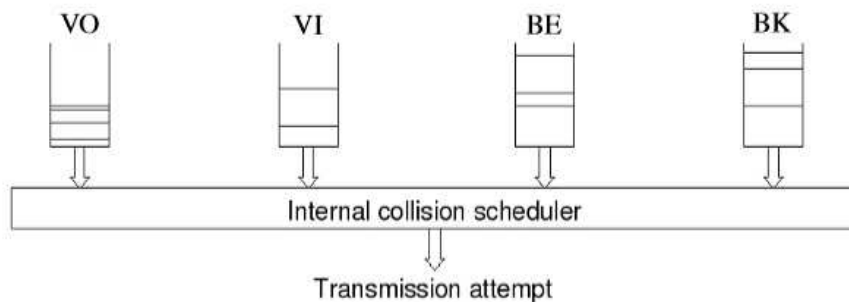 VO VI BE BK
Internal collision scheduler
Transmission attempt